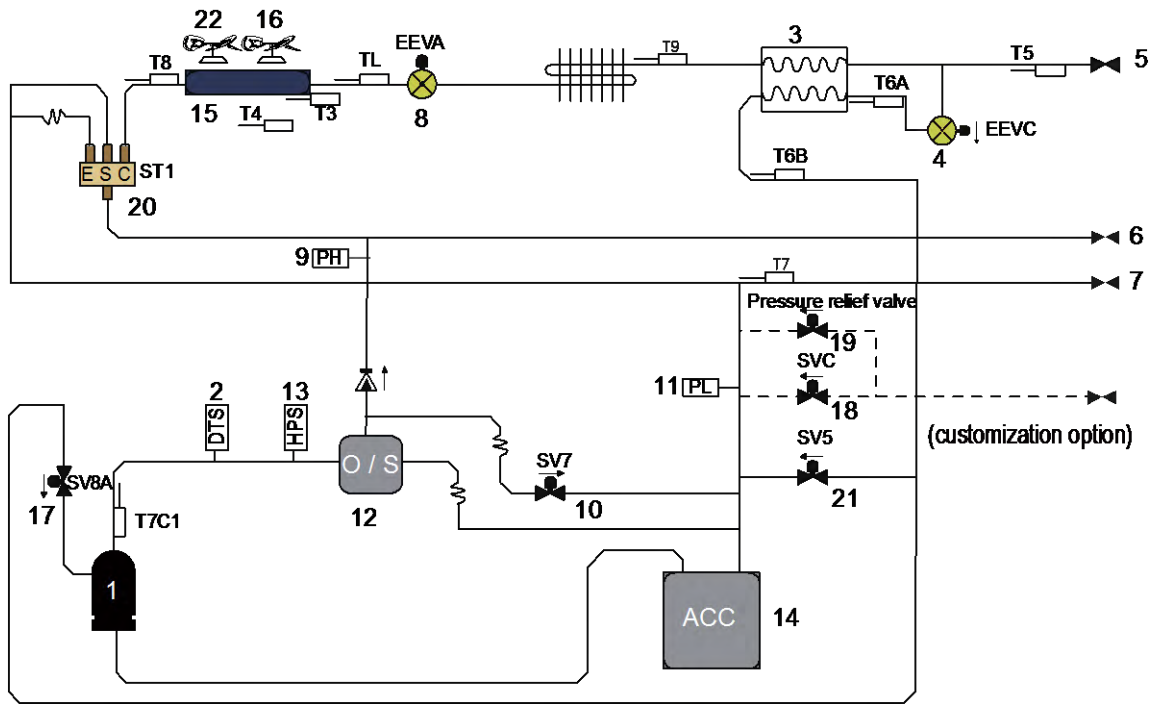 22 16
EEVA
T9
3
T8
TL
T5
5
T6A
15
T4
T3
8
EEVC
4
E S C
ST1
T6B
20
6
9 PH
T7
7
Pressure relief valve
19
SVC
2
13
11 PL
18
DTS
HPS
(customization option)
O / S
SV5
SV7
SV8A
17
T7C1
12
10
21
1
ACC
14